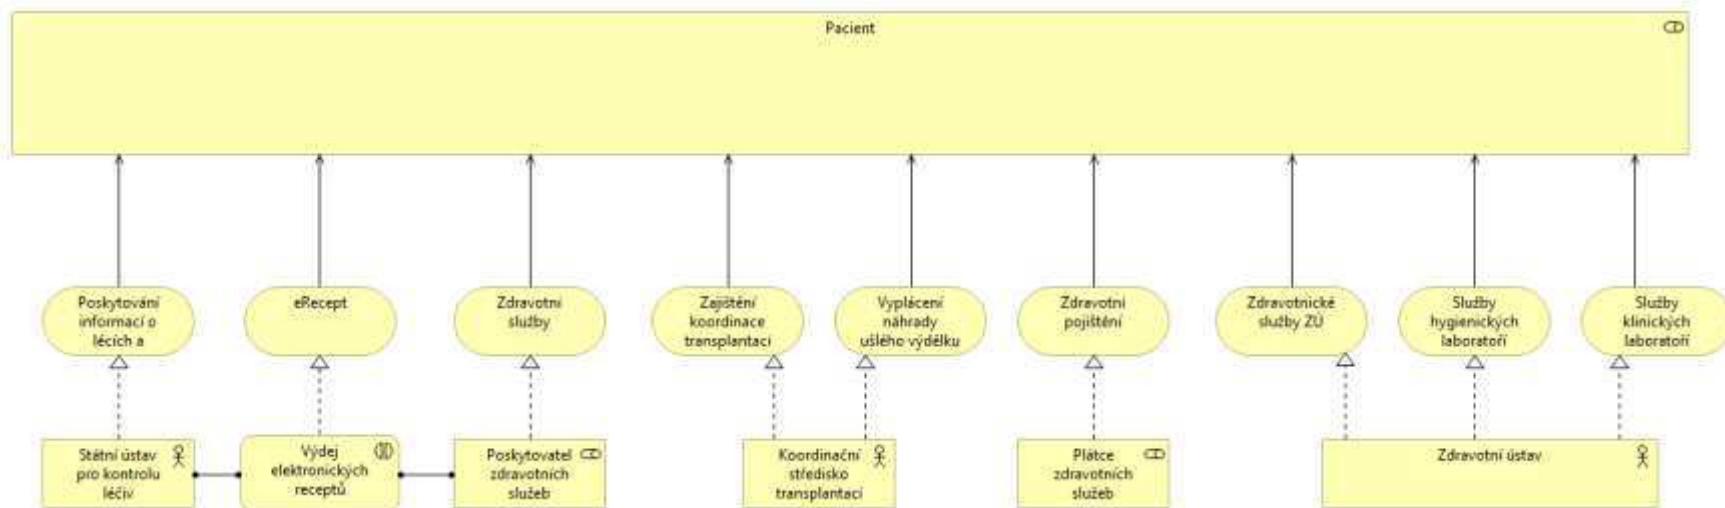 Pacient
Poskytování
informací o
lécích a
eRecept
Zdravotní
služby
Zajištění
koordinace
transplantací
Vyplácení
náhrady
ušlého výdělku
Zdravotní
pojištění
Zdravotnické
služby ZÚ
Služby
hygienických
laboratoří
Služby
klinických
laboratoří
Státní ústav
pro kontrolu
léčiv
Výdej
elektronických
receptů
Poskytovatel
zdravotních
služeb
Koordinační
středisko
transplantací
Plátce
zdravotních
služeb
Zdravotní ústav